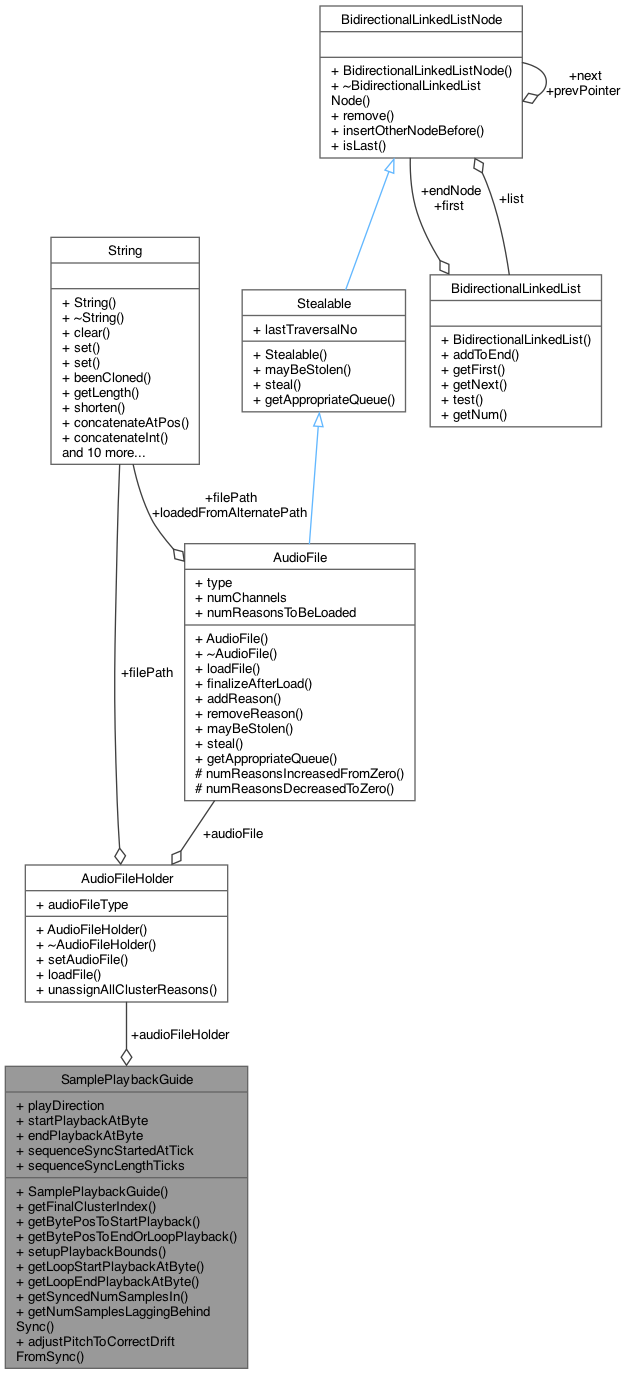 BidirectionalLinkedListNode
+ BidirectionalLinkedListNode()
+ ~BidirectionalLinkedList
Node()
+ remove()
+ insertOtherNodeBefore()
+ isLast()
+next
+prevPointer
+endNode
+first
+list
String
+ String()
+ ~String()
+ clear()
+ set()
+ set()
+ beenCloned()
+ getLength()
+ shorten()
+ concatenateAtPos()
+ concatenateInt()
and 10 more...
Stealable
+ lastTraversalNo
+ Stealable()
+ mayBeStolen()
+ steal()
+ getAppropriateQueue()
BidirectionalLinkedList
+ BidirectionalLinkedList()
+ addToEnd()
+ getFirst()
+ getNext()
+ test()
+ getNum()
+filePath
+loadedFromAlternatePath
AudioFile
+ type
+ numChannels
+ numReasonsToBeLoaded
+ AudioFile()
+ ~AudioFile()
+ loadFile()
+ finalizeAfterLoad()
+ addReason()
+ removeReason()
+ mayBeStolen()
+ steal()
+ getAppropriateQueue()
# numReasonsIncreasedFromZero()
# numReasonsDecreasedToZero()
+filePath
+audioFile
AudioFileHolder
+ audioFileType
+ AudioFileHolder()
+ ~AudioFileHolder()
+ setAudioFile()
+ loadFile()
+ unassignAllClusterReasons()
+audioFileHolder
SamplePlaybackGuide
+ playDirection
+ startPlaybackAtByte
+ endPlaybackAtByte
+ sequenceSyncStartedAtTick
+ sequenceSyncLengthTicks
+ SamplePlaybackGuide()
+ getFinalClusterIndex()
+ getBytePosToStartPlayback()
+ getBytePosToEndOrLoopPlayback()
+ setupPlaybackBounds()
+ getLoopStartPlaybackAtByte()
+ getLoopEndPlaybackAtByte()
+ getSyncedNumSamplesIn()
+ getNumSamplesLaggingBehind
Sync()
+ adjustPitchToCorrectDrift
FromSync()